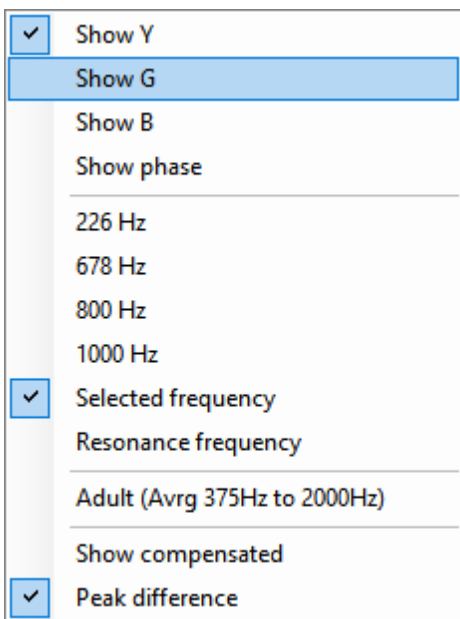 Show Y
Show G
Show B
Show phase
226 Hz
678 Hz
800 Hz
1000 Hz
Selected frequency
Resonance frequency
Adult (Avrg 375Hz to 2000Hz)
Show compensated
Peak difference